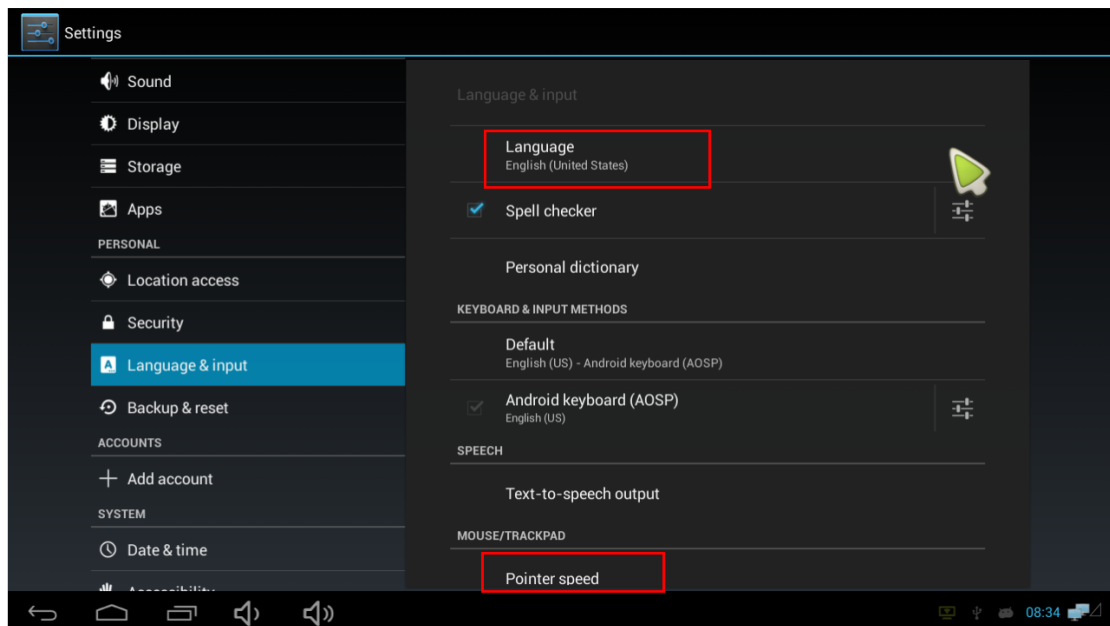 Settings
Sound
Display
Storage
Apps
PERSONAL
Location access
Security
Language & input
Backup & reset
ACCOUNTS
Add account
SYSTEM
Date & time
Accessibility
Language & input
Language
English (United States)
Spell checker
Personal dictionary
KEYBOARD & INPUT METHODS
Default
English (US) - Android keyboard (AOSP)
Android keyboard (AOSP)
English (US)
SPEECH
Text-to-speech output
MOUSE/TRACKPAD
Pointer speed
08:34